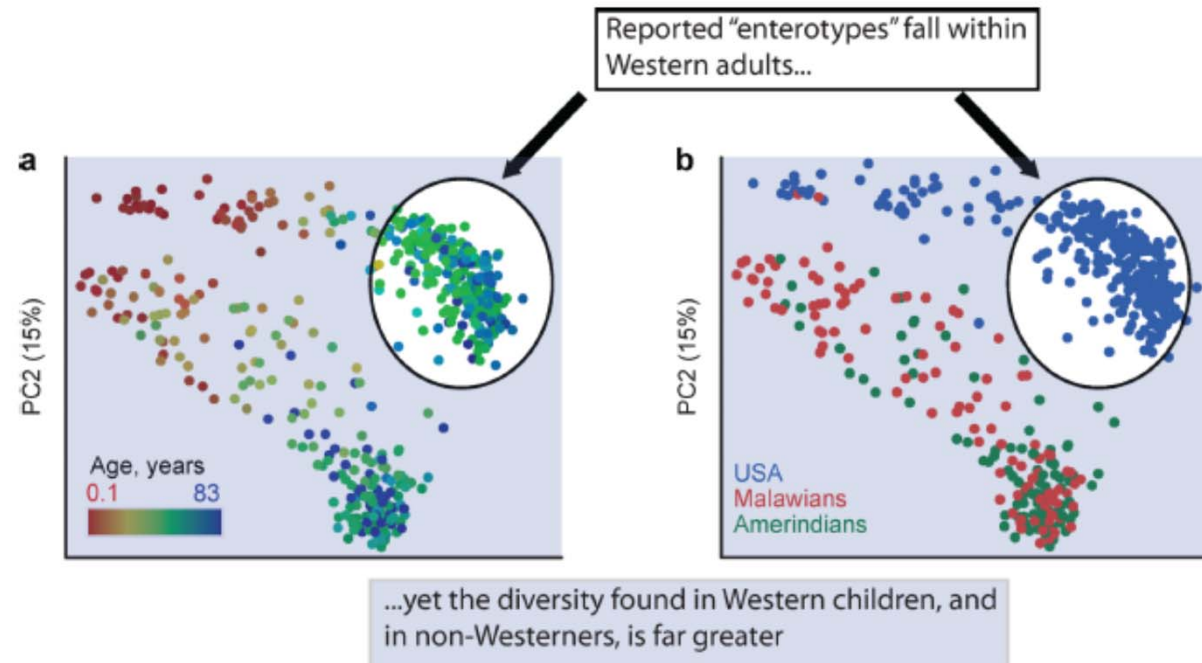 Reported “enterotypes” fall within
Western adults...
a
b
PC2 (15%)
Age, years
0.1 83
PC2 (15%)
USA
Malawians
Amerindians
...yet the diversity found in Western children, and
in non-Westerners, is far greater